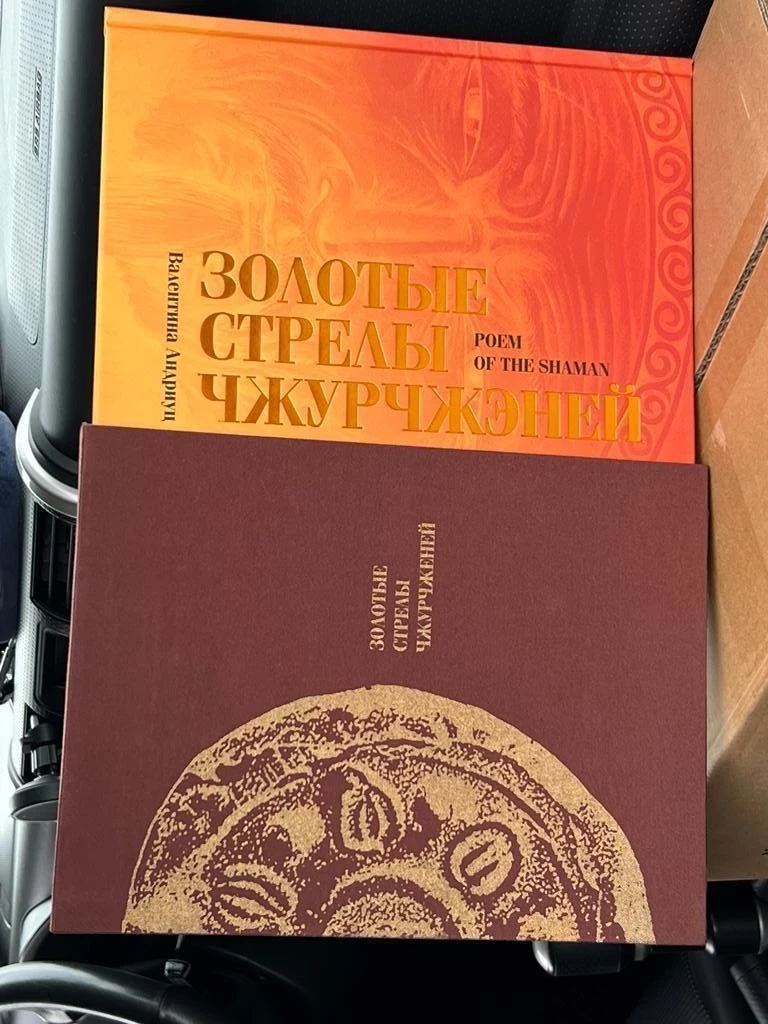 Валентина Андриуц
ЗОЛОТЫЕ
СТРЕЛЫ
ЧЖУРЧЖЭНЕЙ
POEM
OF THE SHAMAN
ЗОЛОТЫЕ
СТРЕЛЫ
ЧЖУРЧЖЕНЕЙ